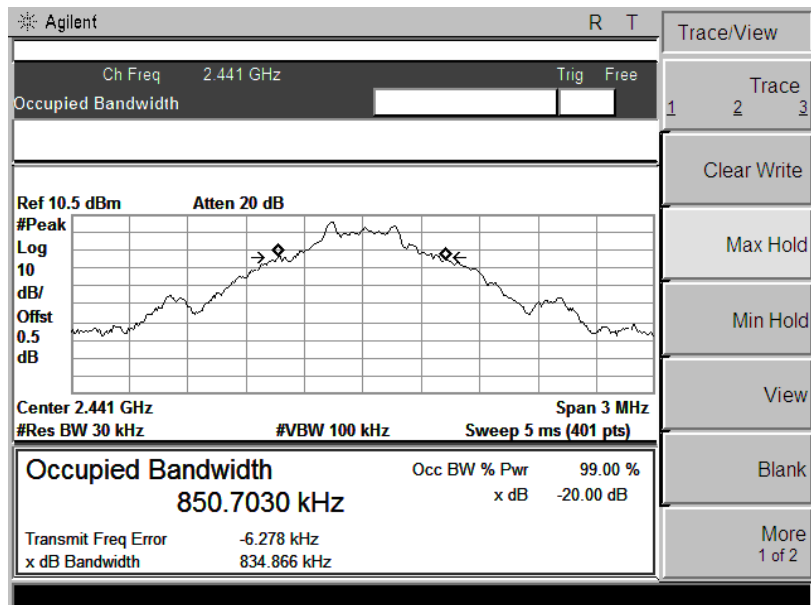 Agilent R T
Trace/View
Ch Freq 2.441 GHz Trig Free
Occupied Bandwidth
Trace
1 2 3
Clear Write
Max Hold
Min Hold
View
Blank
More
1 of 2
Ref 10.5 dBm Atten 20 dB
#Peak
Log
10
dB/
Offst
0.5
dB
Center 2.441 GHz Span 3 MHz
#Res BW 30 kHz #VBW 100 kHz Sweep 5 ms (401 pts)
Occupied Bandwidth Occ BW % Pwr 99.00 %
850.7030 kHz x dB -20.00 dB
Transmit Freq Error -6.278 kHz
x dB Bandwidth 834.866 kHz